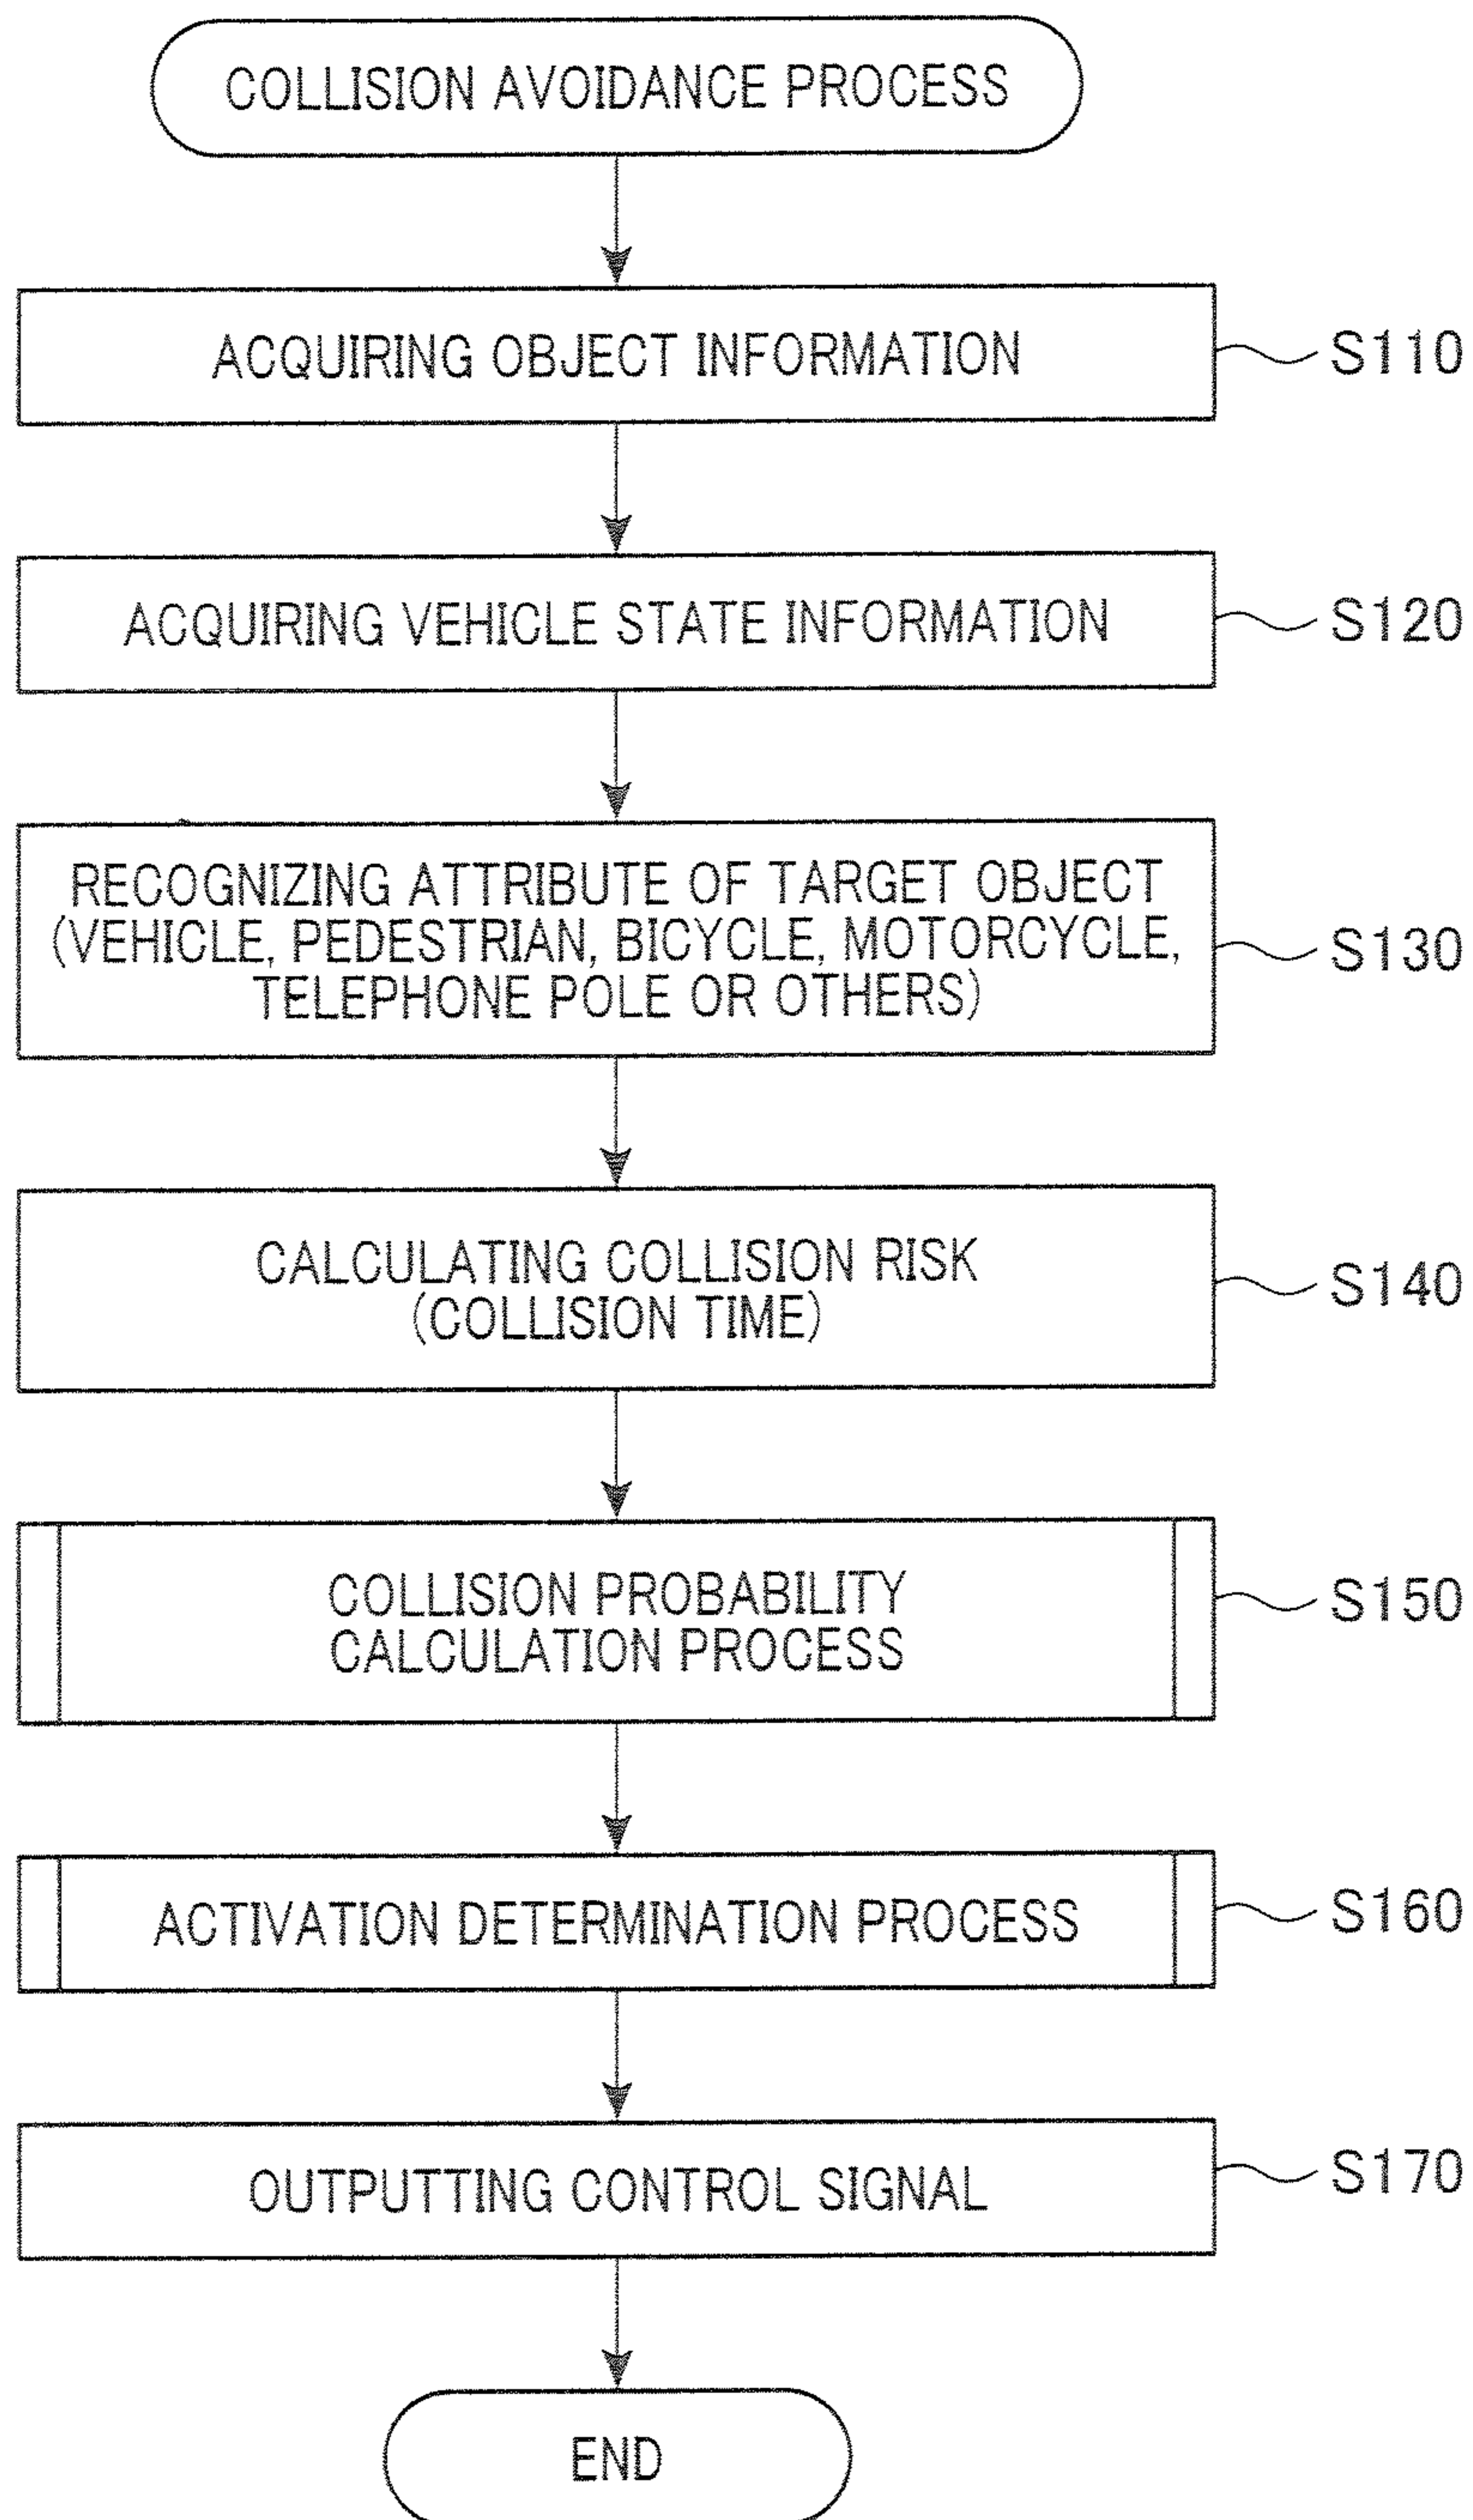 COLLISION AVOIDANCE PROCESS
ACQUIRING OBJECT INFORMATION
S110
ACQUIRING VEHICLE STATE INFORMATION
S120
RECOGNIZING ATTRIBUTE OF TARGET OBJECT
(VEHICLE, PEDESTRIAN, BICYCLE, MOTORCYCLE,
TELEPHONE POLE OR OTHERS)
S130
CALCULATING COLLISION RISK
(COLLISION TIME)
S140
COLLISION PROBABILITY
CALCULATION PROCESS
S150
ACTIVATION DETERMINATION PROCESS
S160
OUTPUTTING CONTROL SIGNAL
S170
END